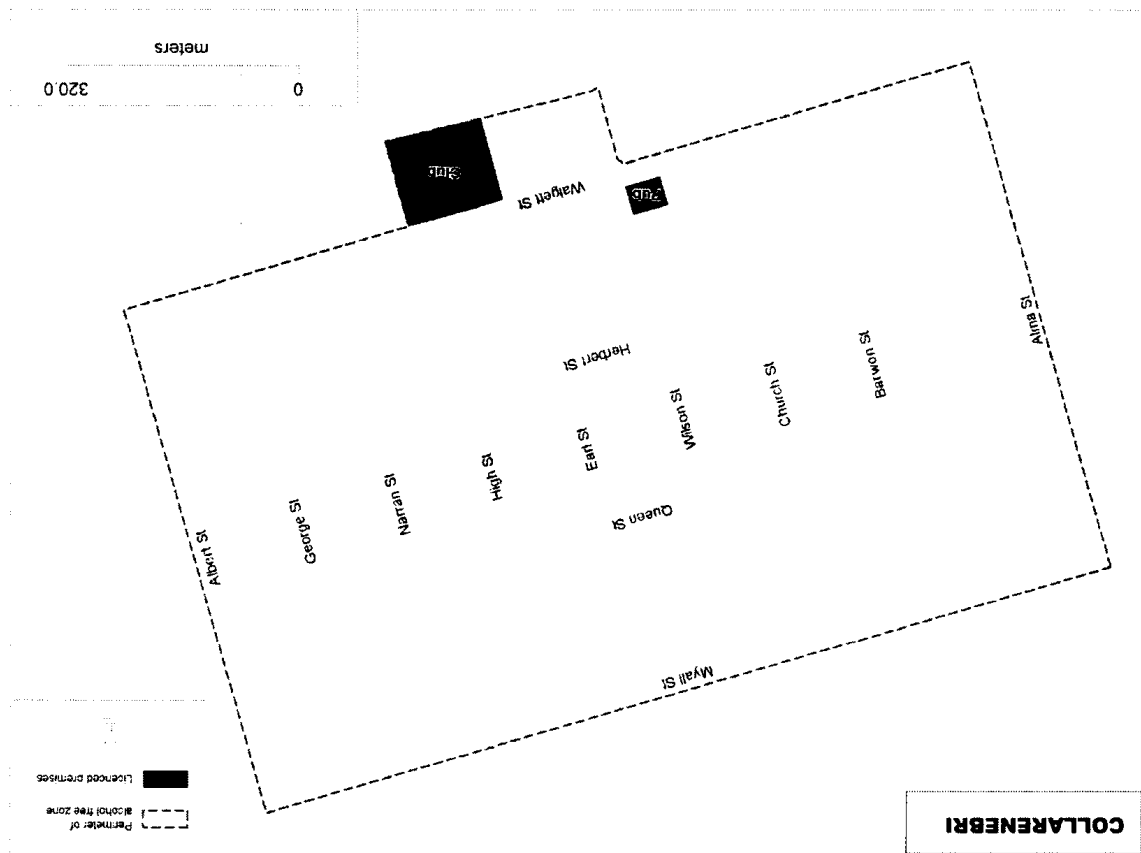 COLLARENEBRI
Perimeter of
alcohol free zone
Licenced premises
Myall St
Albert St
George St
Queen St
Narran St
High St
Earl St
Wilson St
Church St
Barwon St
Herbert St
Alma St
Pub
Walgett St
Club
0 320.0
meters